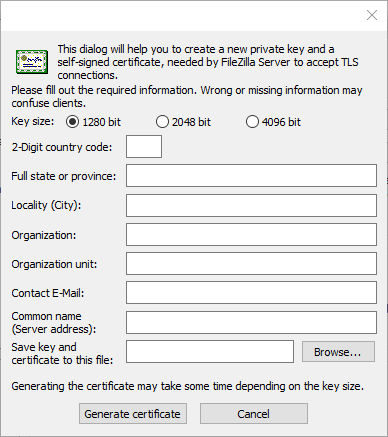 This dialog will help you to create a new private key and a
self-signed certificate, needed by FileZilla Server to accept TLS
connections.
Please fill out the required information. Wrong or missing information may
confuse clients.
Key size: 1280 bit 2048 bit 4096 bit
2-Digit country code:
Full state or province:
Locality (City):
Organization:
Organization unit:
Contact E-Mail:
Common name
(Server address):
Save key and
certificate to this file:
Browse...
Generating the certificate may take some time depending on the key size.
Generate certificate Cancel